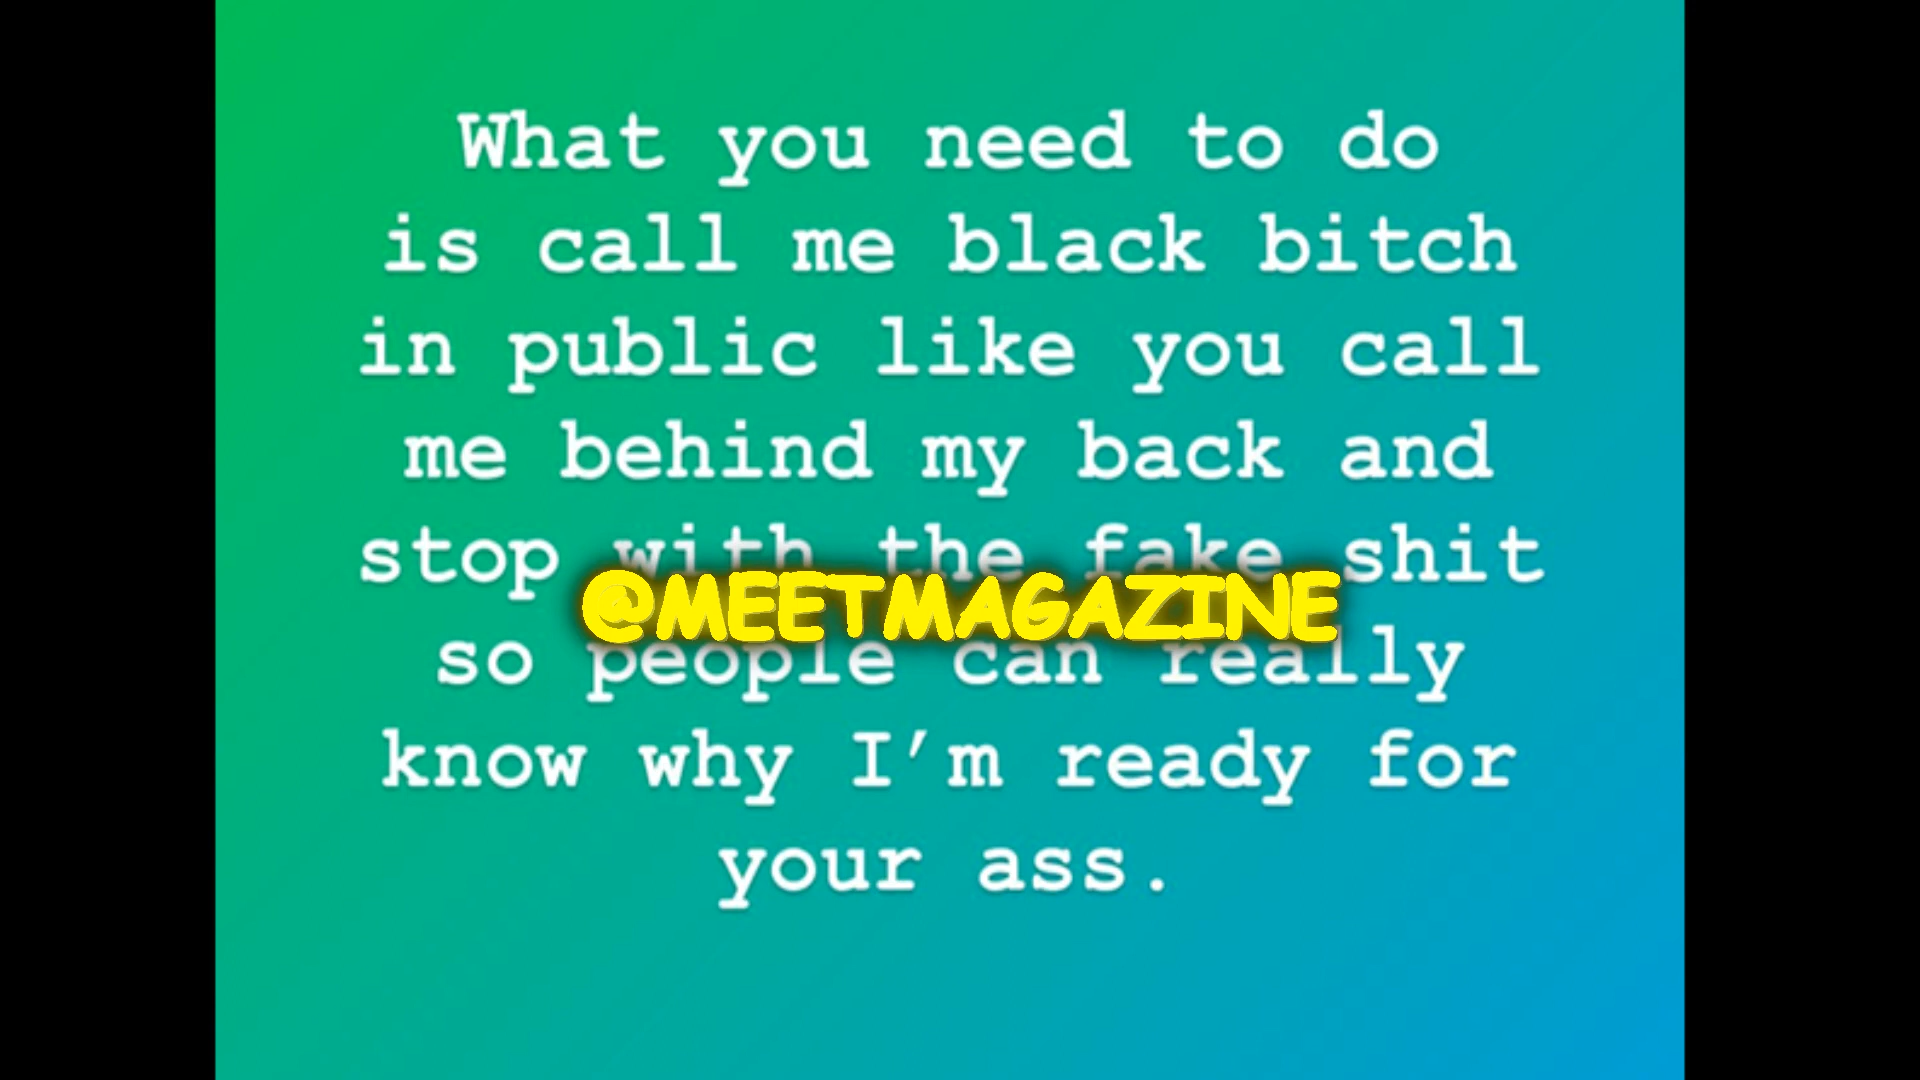 What you need to do
is call me black bitch
in public like you call
me behind my back and
stop with the fake shit
@MEETMAGAZINE
so people can really
know why I’m ready for
your ass.